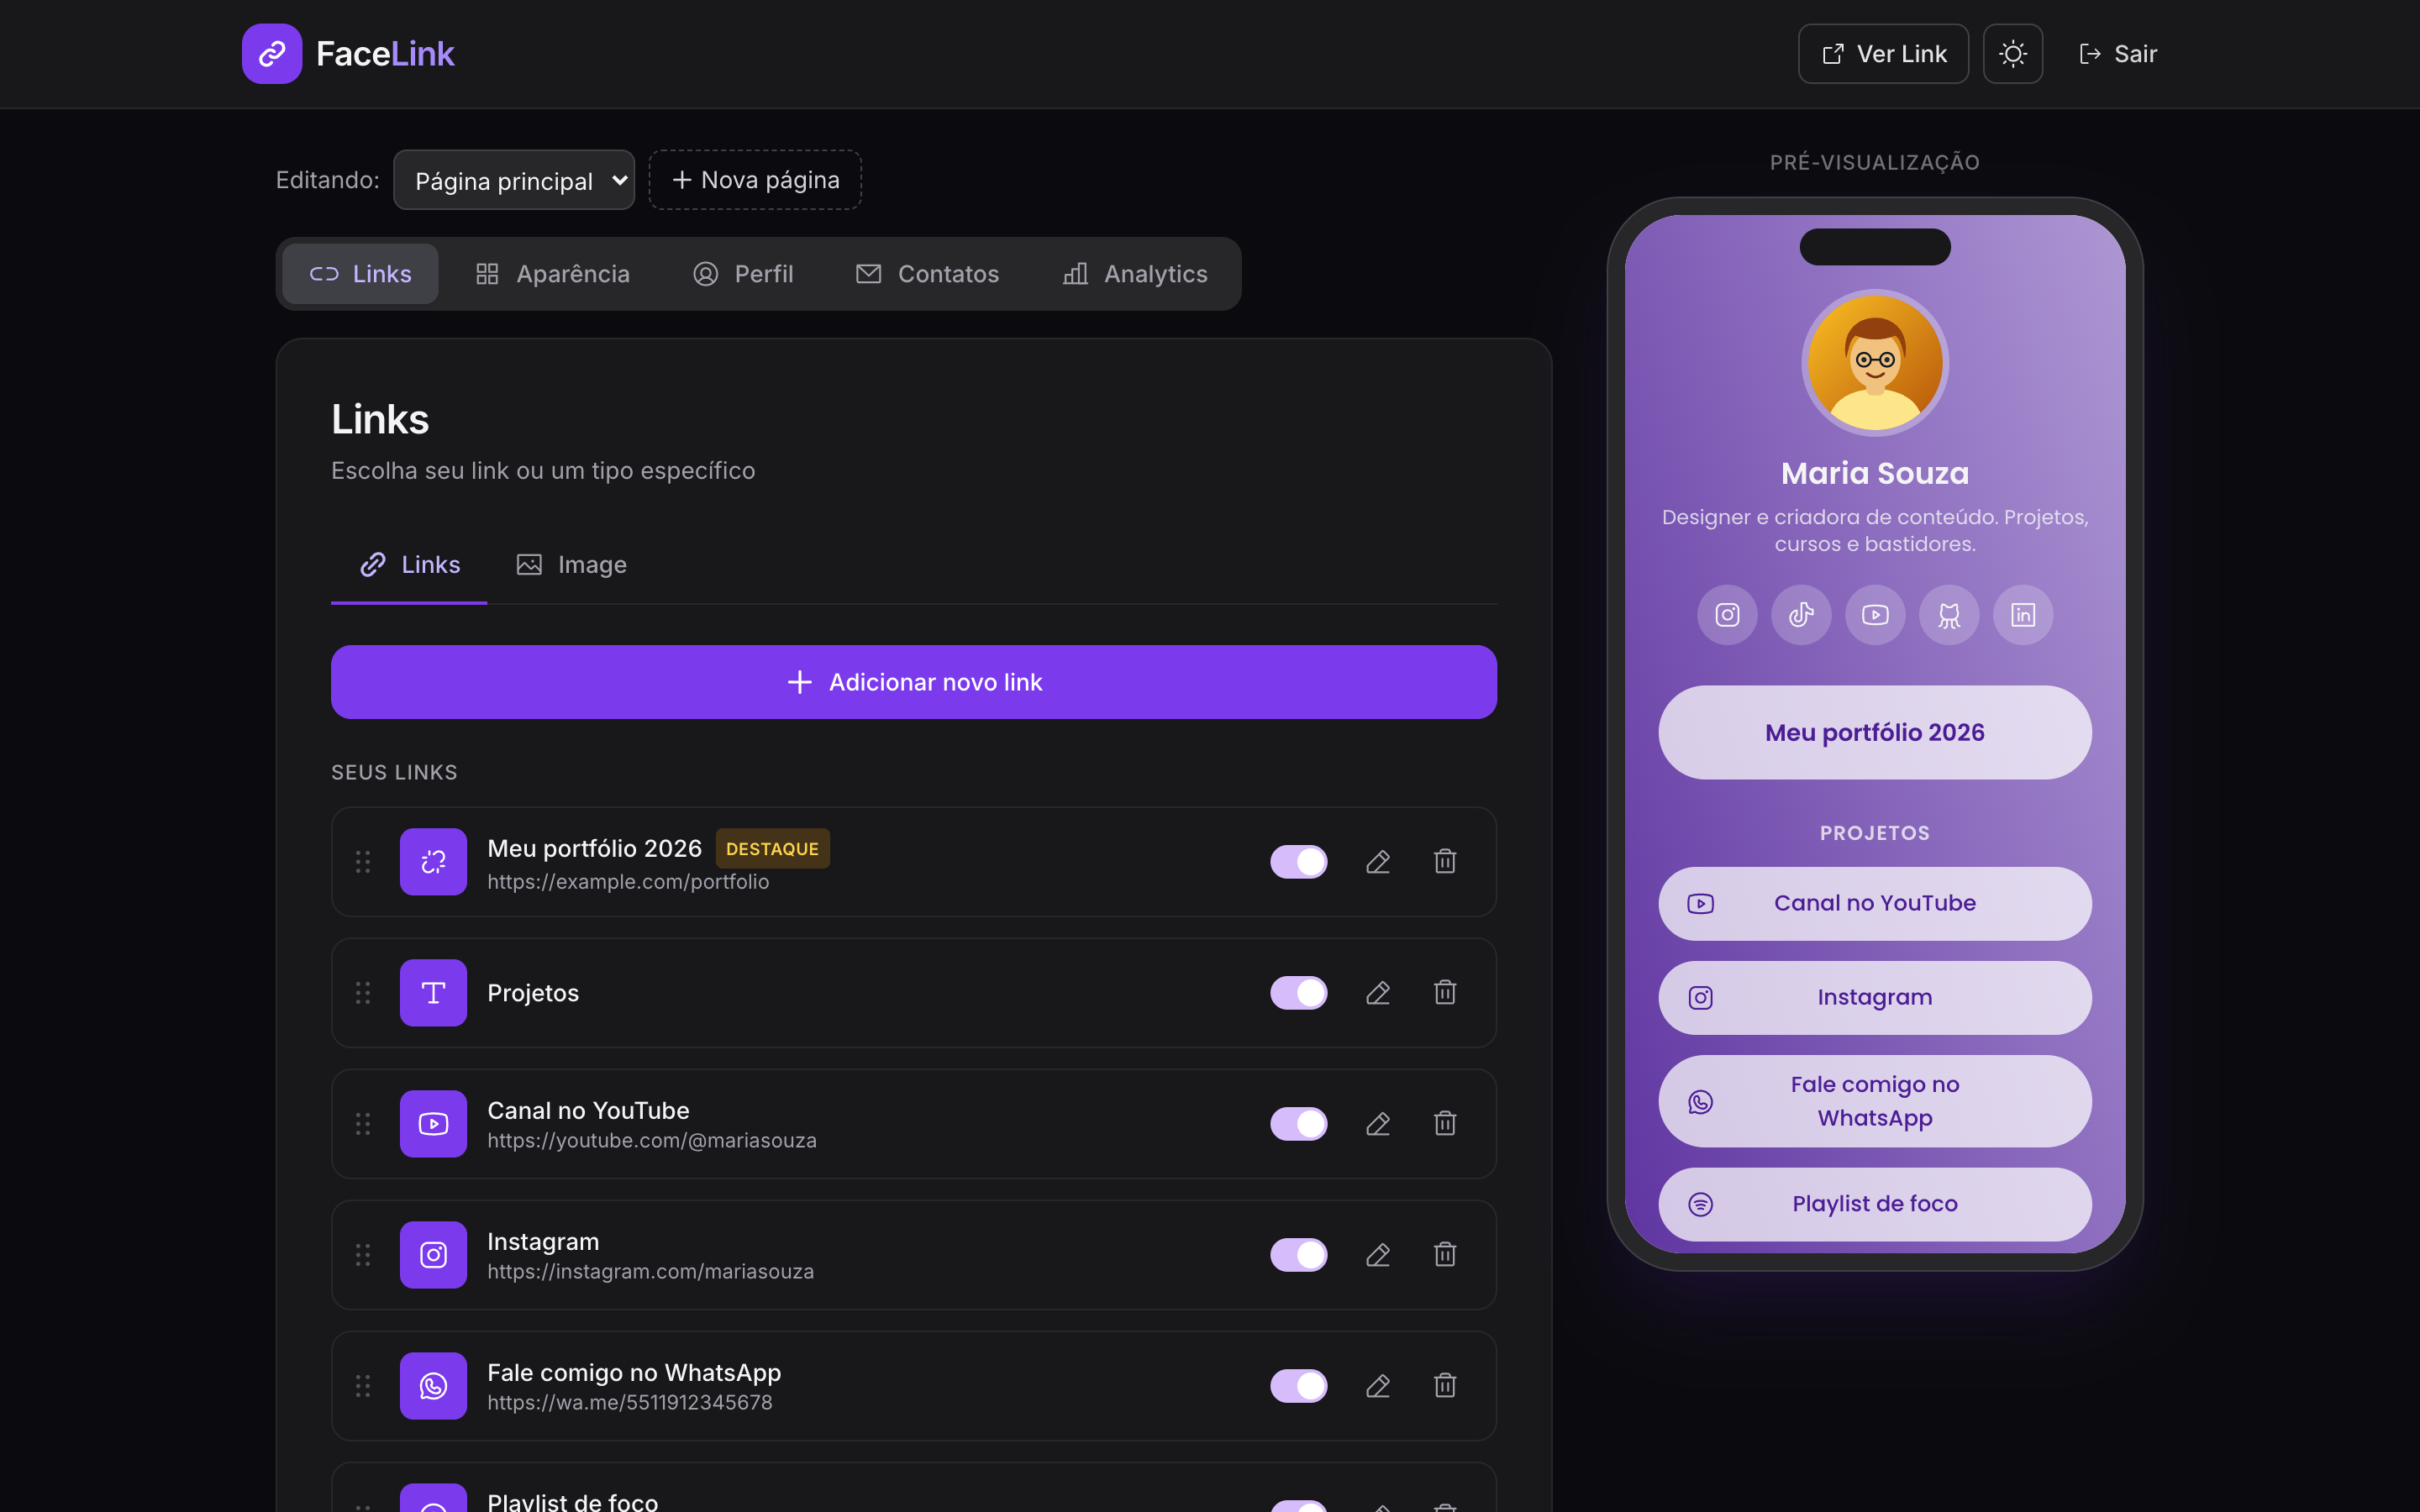 FaceLink
Ver Link
Sair
Editando:
Página principal
Nova página
Links
Aparência
Perfil
Contatos
Analytics
Links
Escolha seu link ou um tipo específico
Links
Image
Adicionar novo link
SEUS LINKS
Meu portfólio 2026
DESTAQUE
https://example.com/portfolio
Projetos
Canal no YouTube
https://youtube.com/@mariasouza
Instagram
https://instagram.com/mariasouza
Fale comigo no WhatsApp
https://wa.me/5511912345678
Playlist de foco
PRÉ-VISUALIZAÇÃO
Maria Souza
Designer e criadora de conteúdo. Projetos,
cursos e bastidores.
Meu portfólio 2026
PROJETOS
Canal no YouTube
Instagram
Fale comigo no
WhatsApp
Playlist de foco